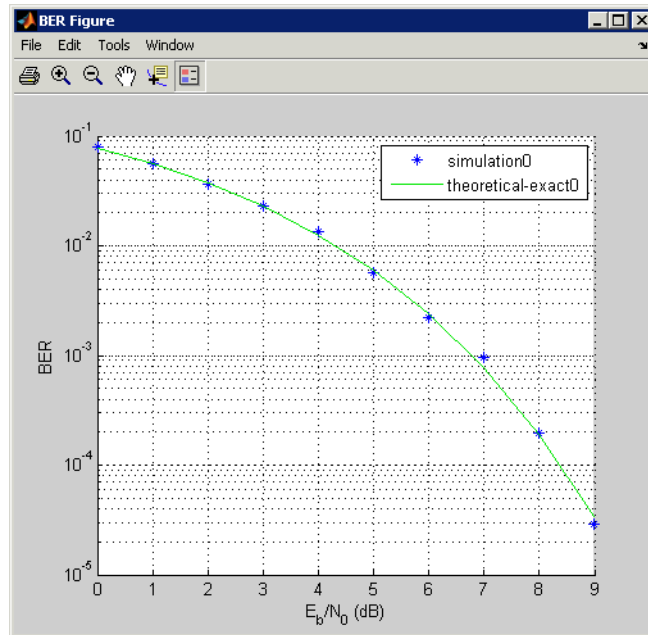 BER Figure
File Edit Tools Window
10^-1
10^-2
10^-3
10^-4
10^-5
BER
simulation0
theoretical-exact0
0 1 2 3 4 5 6 7 8 9
E_b/N_0 (dB)